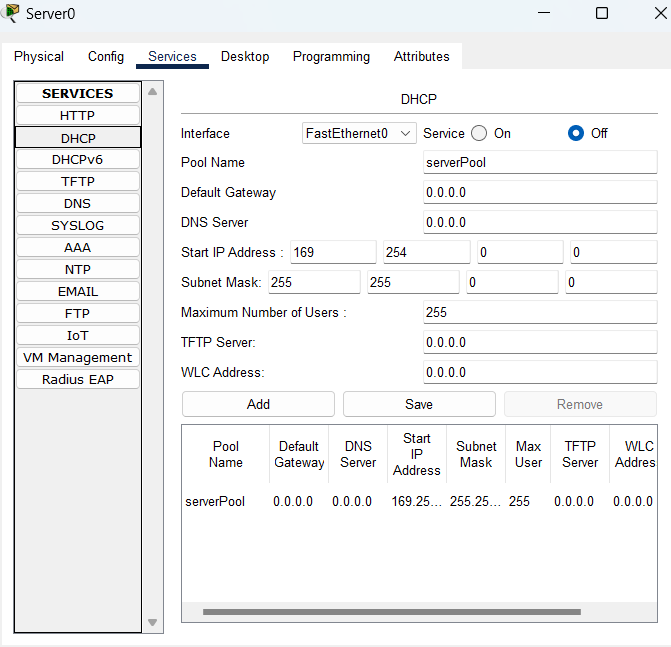 Server0
Physical Config Services Desktop Programming Attributes
SERVICES
HTTP
DHCP
DHCPv6
TFTP
DNS
SYSLOG
AAA
NTP
EMAIL
FTP
IoT
VM Management
Radius EAP
DHCP
Interface FastEthernet0 Service On Off
Pool Name serverPool
Default Gateway 0.0.0.0
DNS Server 0.0.0.0
Start IP Address : 169 254 0 0
Subnet Mask: 255 255 0 0
Maximum Number of Users : 255
TFTP Server: 0.0.0.0
WLC Address: 0.0.0.0
Add Save Remove
Pool Name Default Gateway DNS Server Start IP Address Subnet Mask Max User TFTP Server WLC Addres
serverPool 0.0.0.0 0.0.0.0 169.25... 255.25... 255 0.0.0.0 0.0.0.0